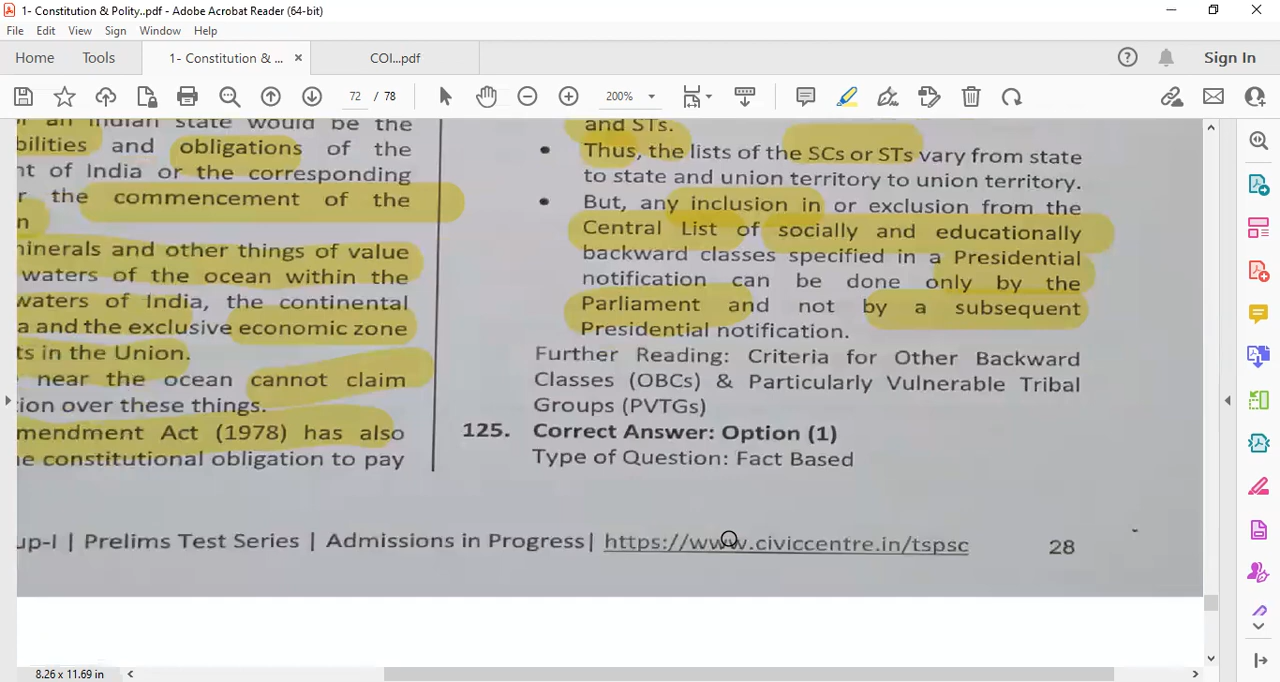 1- Constitution & Polity..pdf - Adobe Acrobat Reader (64-bit)
File Edit View Sign Window Help
Home Tools 1- Constitution & ... × COI...pdf Sign In
72 / 78 200%
an Indian state would be the
bilities and obligations of the
nt of India or the corresponding
the commencement of the
n
minerals and other things of value
waters of the ocean within the
waters of India, the continental
a and the exclusive economic zone
ts in the Union.
near the ocean cannot claim
ion over these things.
mendment Act (1978) has also
e constitutional obligation to pay
and STs.
• Thus, the lists of the SCs or STs vary from state
to state and union territory to union territory.
• But, any inclusion in or exclusion from the
Central List of socially and educationally
backward classes specified in a Presidential
notification can be done only by the
Parliament and not by a subsequent
Presidential notification.
Further Reading: Criteria for Other Backward
Classes (OBCs) & Particularly Vulnerable Tribal
Groups (PVTGs)
125. Correct Answer: Option (1)
Type of Question: Fact Based
up-I | Prelims Test Series | Admissions in Progress| https://www.civiccentre.in/tspsc 28
8.26 x 11.69 in